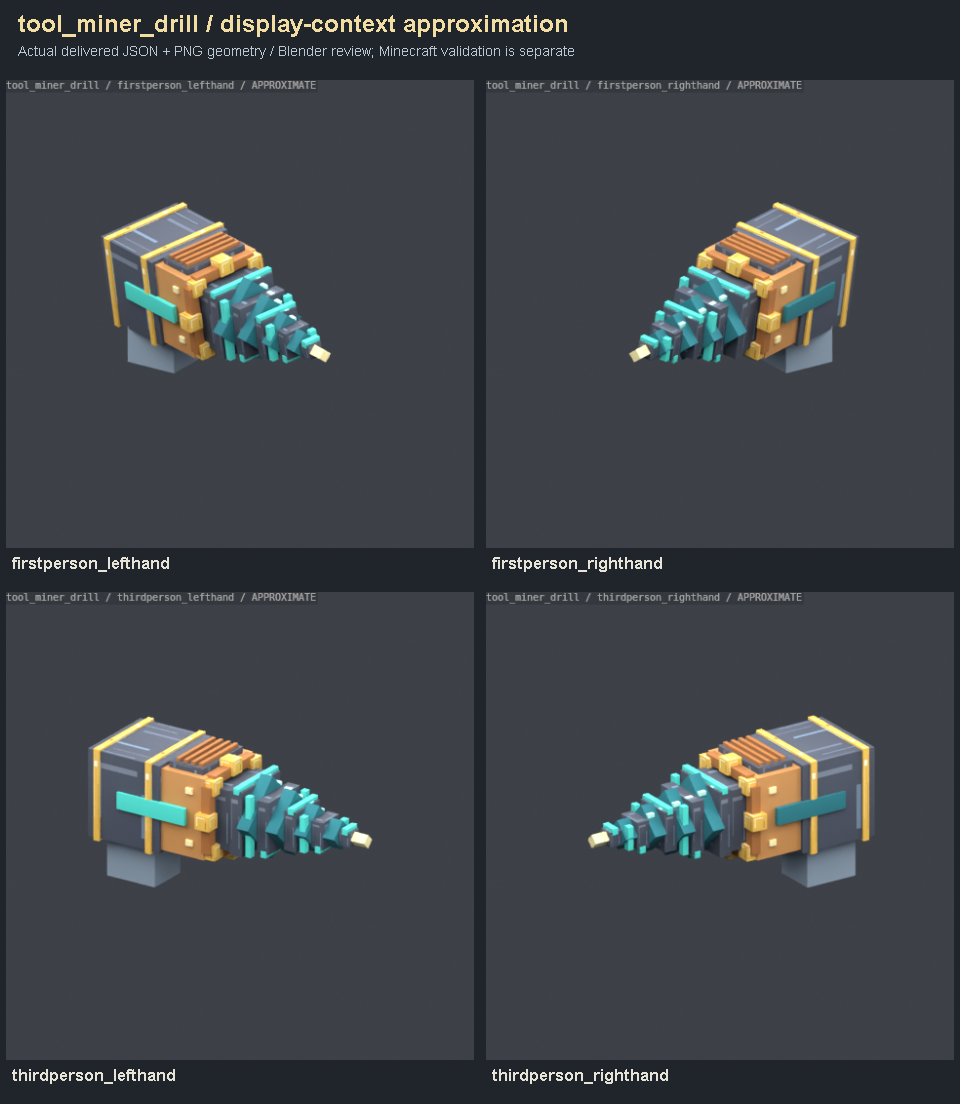 tool_miner_drill / display-context approximation
Actual delivered JSON + PNG geometry / Blender review; Minecraft validation is separate
tool_miner_drill / firstperson_lefthand / APPROXIMATE
tool_miner_drill / firstperson_righthand / APPROXIMATE
firstperson_lefthand
firstperson_righthand
tool_miner_drill / thirdperson_lefthand / APPROXIMATE
tool_miner_drill / thirdperson_righthand / APPROXIMATE
thirdperson_lefthand
thirdperson_righthand